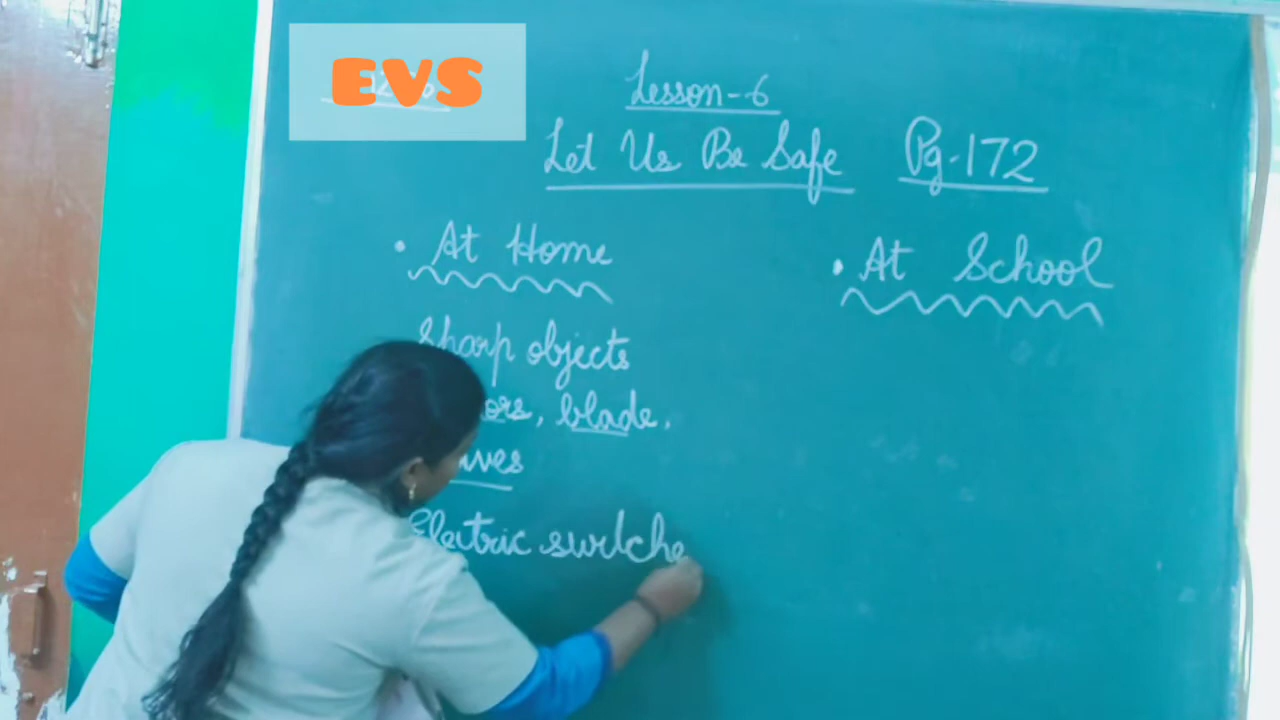 EVS
Lesson-6
Let Us Be Safe Pg-172
• At Home
• At School
Sharp objects
blade,
Electric switche